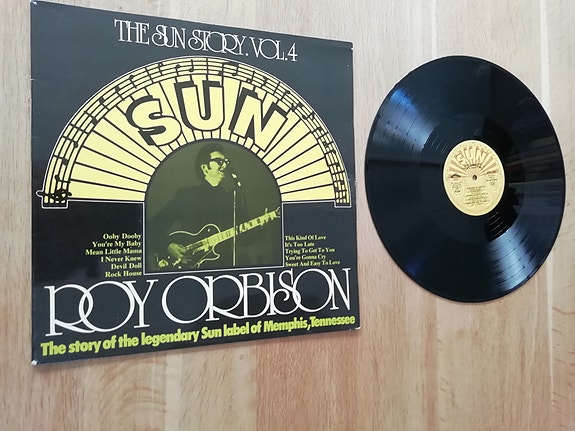 THE SUN STORY. VOL. 4
SUN
Ooby Dooby
You're My Baby
Mean Little Mama
I Never Knew
Devil Doll
Rock House
This Kind Of Love
It's Too Late
Trying To Get To You
You're Gonna Cry
Sweet And Easy To Love
ROY ORBISON
The story of the legendary Sun label of Memphis, Tennessee